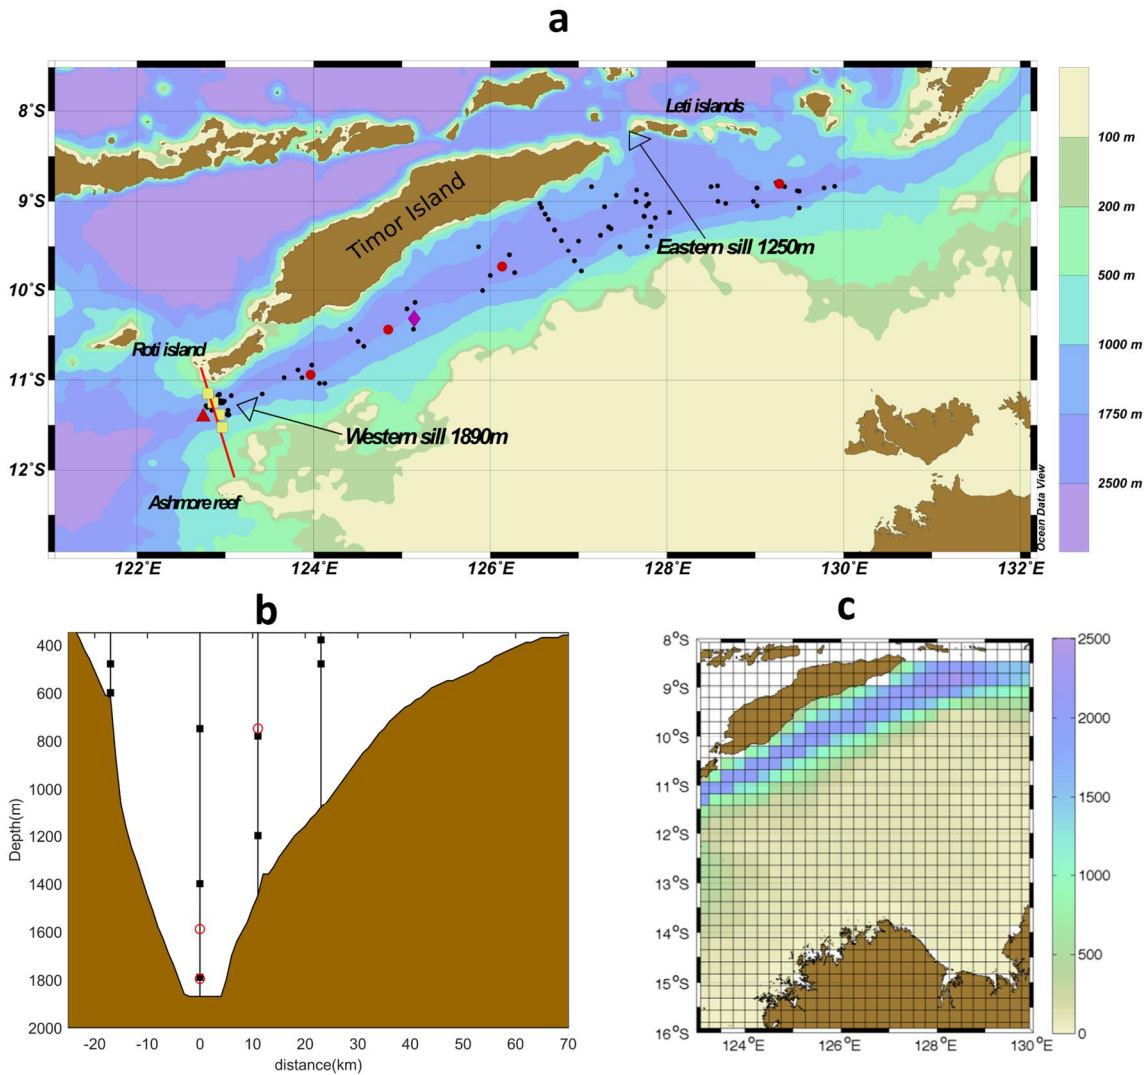 a
8°S
9°S
10°S
11°S
12°S
122°E
124°E
126°E
128°E
130°E
132°E
Leti islands
Timor Island
Eastern sill 1250m
Roti island
Western sill 1890m
Ashmore reef
Ocean Data View
100 m
200 m
500 m
1000 m
1750 m
2500 m
b
400
600
800
1000
1200
1400
1600
1800
2000
Depth(m)
-20
-10
0
10
20
30
40
50
60
70
distance(km)
c
8°S
9°S
10°S
11°S
12°S
13°S
14°S
15°S
16°S
124°E
126°E
128°E
130°E
2500
2000
1500
1000
500
0